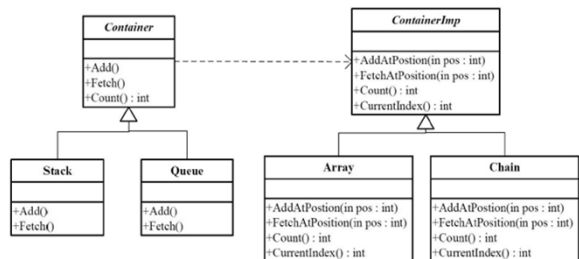 Container
+Add()
+Fetch()
+Count() : int
ContainerImp
+AddAtPostion(in pos : int)
+FetchAtPosition(in pos : int)
+Count() : int
+CurrentIndex() : int
Stack
+Add()
+Fetch()
Queue
+Add()
+Fetch()
Array
+AddAtPostion(in pos : int)
+FetchAtPosition(in pos : int)
+Count() : int
+CurrentIndex() : int
Chain
+AddAtPostion(in pos : int)
+FetchAtPosition(in pos : int)
+Count() : int
+CurrentIndex() : int